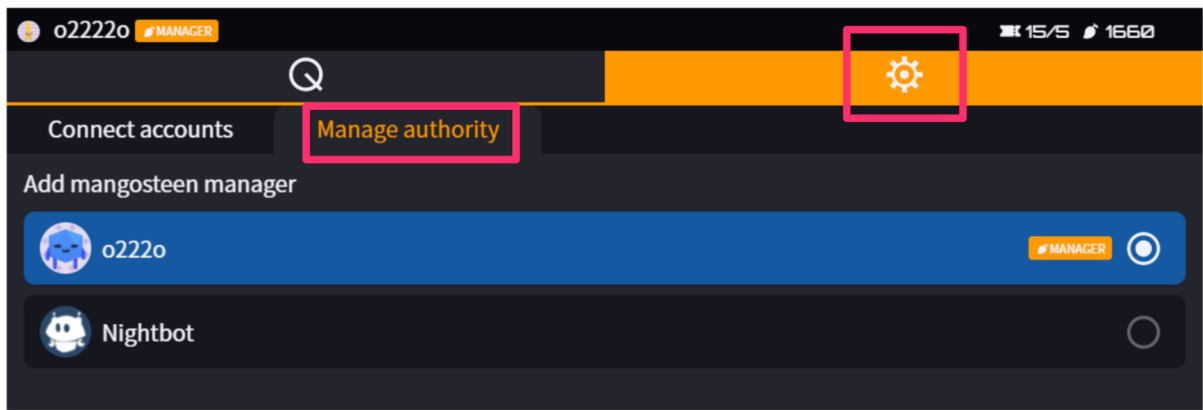 o2222o MANAGER 15/5 1660
Connect accounts Manage authority
Add mangosteen manager
o222o MANAGER
Nightbot